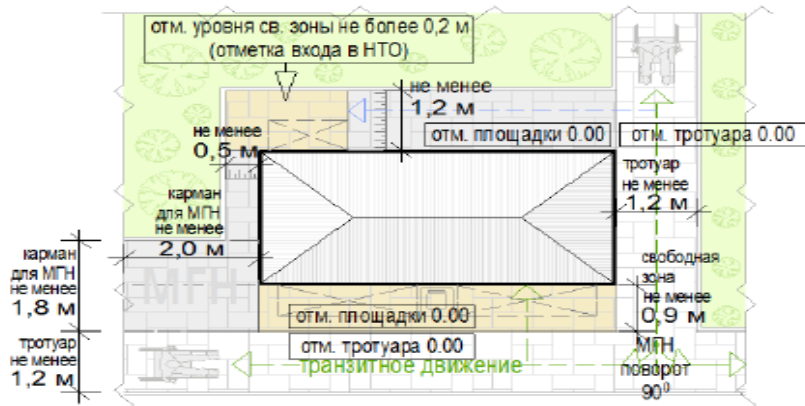 отм. уровня св. зоны не более 0,2 м
(отметка входа в НТО)
не менее
1,2 м
не менее
0,5 м
отм. площадки 0.00
отм. тротуара 0.00
тротуар
не менее
1,2 м
карман
для МГН
не менее
2,0 м
карман
для МГН
не менее
1,8 м
МГН
свободная
зона
не менее
0,9 м
отм. площадки 0.00
отм. тротуара 0.00
тротуар
не менее
1,2 м
транзитное движение
МГН
поворот
90⁰